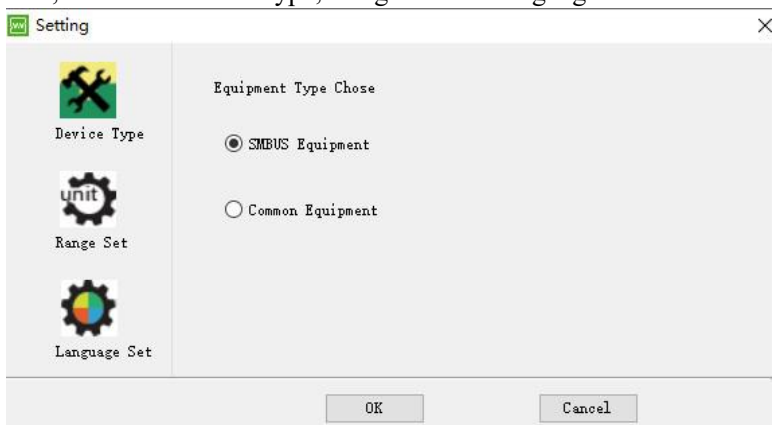 Setting
Device Type
unit
Range Set
Language Set
Equipment Type Chose
SMBUS Equipment
Common Equipment
OK
Cancel